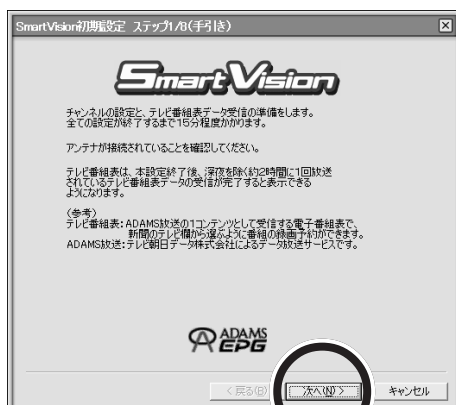 SmartVision初期設定 ステップ1/8(手引き)
SmartVision
チャンネルの設定と、テレビ番組表データ受信の準備をします。
全ての設定が終了するまで15分程度かかります。
アンテナが接続されていることを確認してください。
テレビ番組表は、本設定終了後、深夜を除く約2時間に1回放送
されているテレビ番組表データの受信が完了すると表示できる
ようになります。
(参考)
テレビ番組表:ADAMS放送の1コンテンツとして受信する電子番組表で、
新聞のテレビ欄から選ぶように番組の録画予約ができます。
ADAMS放送:テレビ朝日データ株式会社によるデータ放送サービスです。
ADAMS
EPG
<戻る(B) 次へ(N)> キャンセル